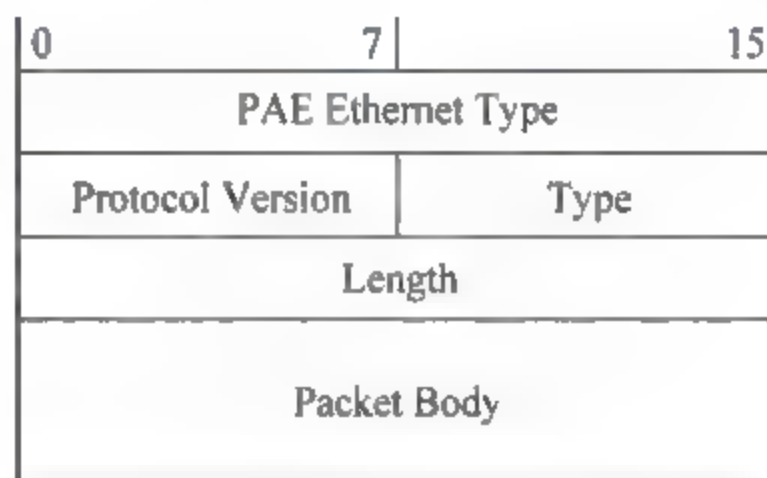 0 7 15
PAE Ethernet Type
Protocol Version Type
Length
Packet Body